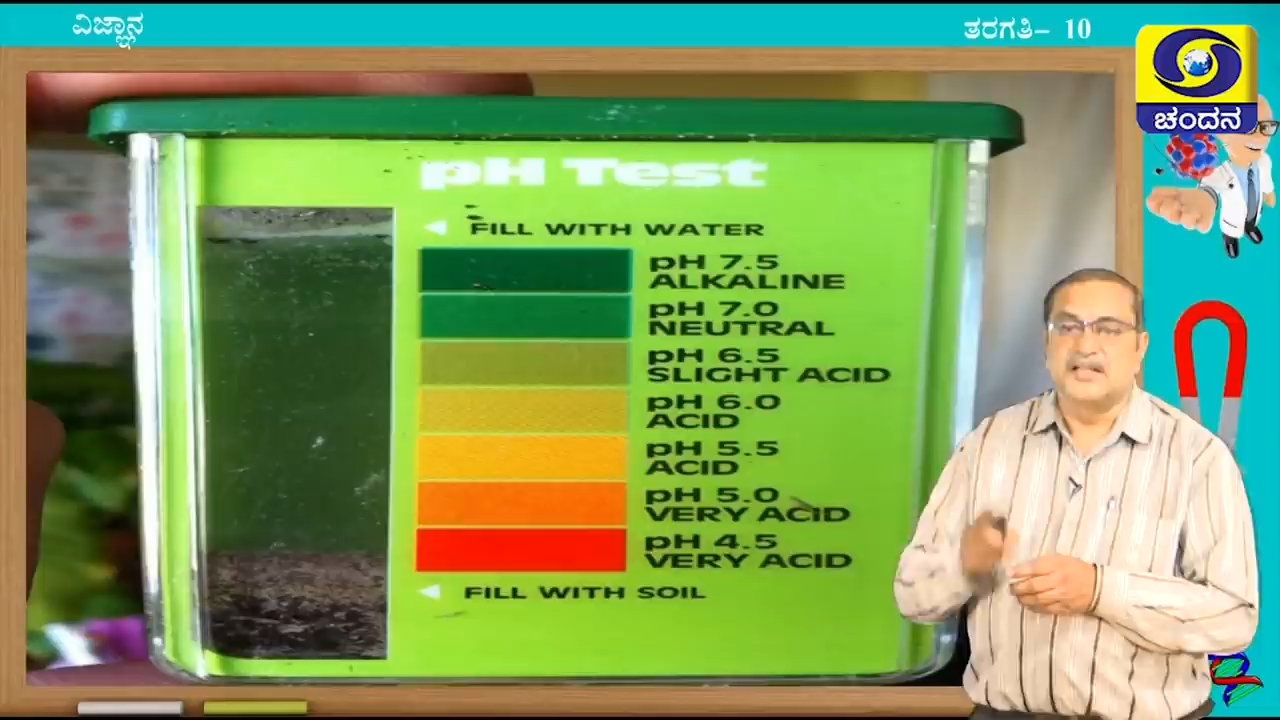 ವಿಜ್ಞಾನ
ತರಗತಿ– 10
ಚಂದನ
pH Test
FILL WITH WATER
pH 7.5
ALKALINE
pH 7.0
NEUTRAL
pH 6.5
SLIGHT ACID
pH 6.0
ACID
pH 5.5
ACID
pH 5.0
VERY ACID
pH 4.5
VERY ACID
FILL WITH SOIL